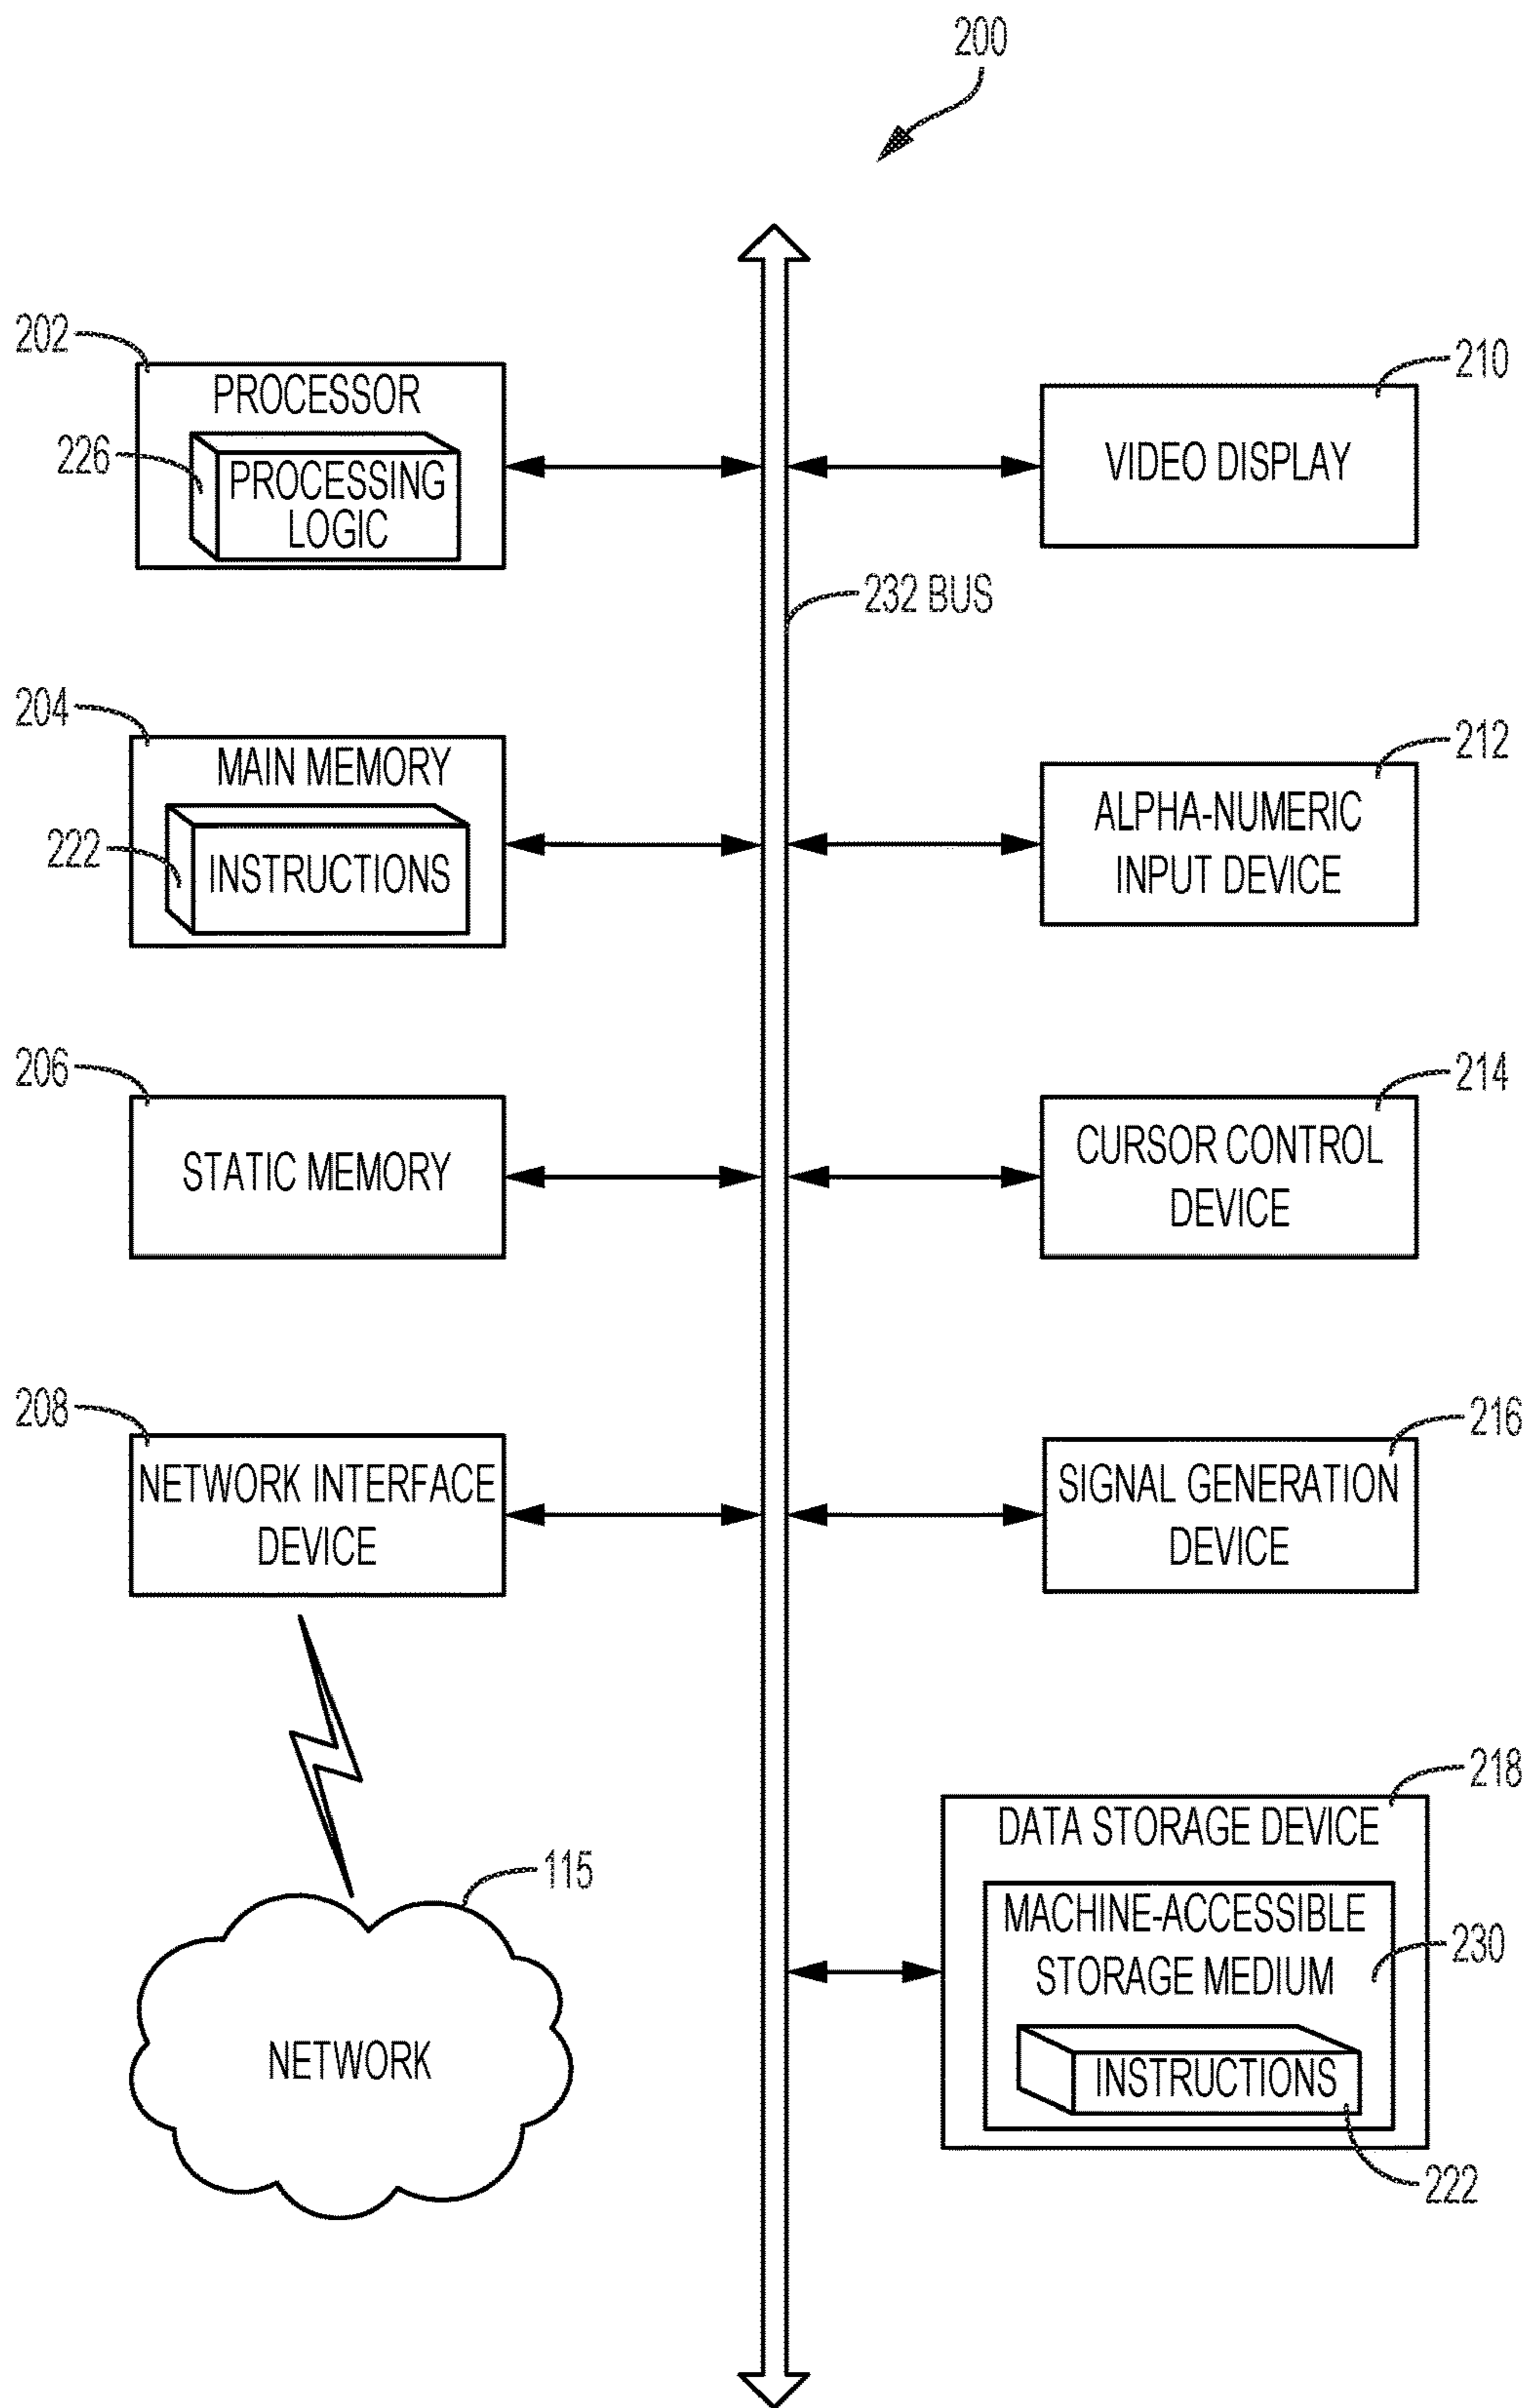 200
202
PROCESSOR
226
PROCESSING
LOGIC
210
VIDEO DISPLAY
232 BUS
204
MAIN MEMORY
222
INSTRUCTIONS
212
ALPHA-NUMERIC
INPUT DEVICE
206
STATIC MEMORY
214
CURSOR CONTROL
DEVICE
208
NETWORK INTERFACE
DEVICE
216
SIGNAL GENERATION
DEVICE
115
NETWORK
218
DATA STORAGE DEVICE
MACHINE-ACCESSIBLE
STORAGE MEDIUM
230
INSTRUCTIONS
222